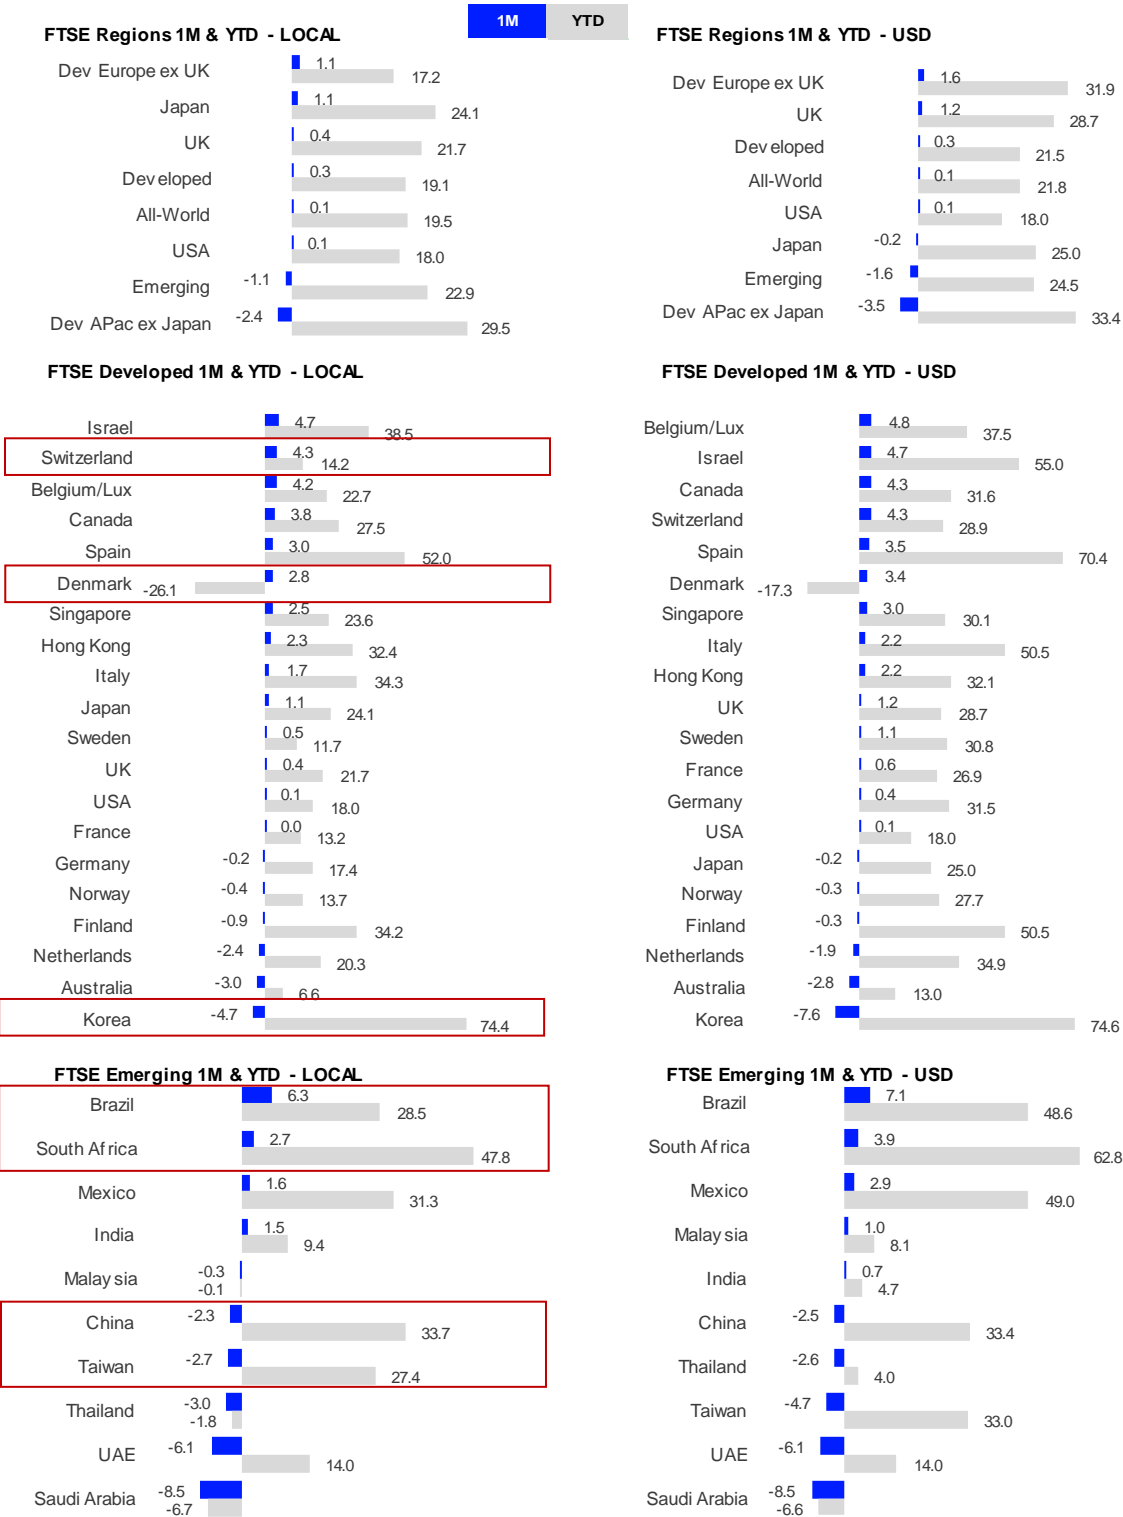 1M YTD
FTSE Regions 1M & YTD - LOCAL
Dev Europe ex UK 1.1 17.2
Japan 1.1 24.1
UK 0.4 21.7
Developed 0.3 19.1
All-World 0.1 19.5
USA 0.1 18.0
Emerging -1.1 22.9
Dev APac ex Japan -2.4 29.5
FTSE Regions 1M & YTD - USD
Dev Europe ex UK 1.6 31.9
UK 1.2 28.7
Developed 0.3 21.5
All-World 0.1 21.8
USA 0.1 18.0
Japan -0.2 25.0
Emerging -1.6 24.5
Dev APac ex Japan -3.5 33.4
FTSE Developed 1M & YTD - LOCAL
Israel 4.7 38.5
Switzerland 4.3 14.2
Belgium/Lux 4.2 22.7
Canada 3.8 27.5
Spain 3.0 52.0
Denmark -26.1 2.8
Singapore 2.5 23.6
Hong Kong 2.3 32.4
Italy 1.7 34.3
Japan 1.1 24.1
Sweden 0.5 11.7
UK 0.4 21.7
USA 0.1 18.0
France 0.0 13.2
Germany -0.2 17.4
Norway -0.4 13.7
Finland -0.9 34.2
Netherlands -2.4 20.3
Australia -3.0 6.6
Korea -4.7 74.4
FTSE Developed 1M & YTD - USD
Belgium/Lux 4.8 37.5
Israel 4.7 55.0
Canada 4.3 31.6
Switzerland 4.3 28.9
Spain 3.5 70.4
Denmark -17.3 3.4
Singapore 3.0 30.1
Italy 2.2 50.5
Hong Kong 2.2 32.1
UK 1.2 28.7
Sweden 1.1 30.8
France 0.6 26.9
Germany 0.4 31.5
USA 0.1 18.0
Japan -0.2 25.0
Norway -0.3 27.7
Finland -0.3 50.5
Netherlands -1.9 34.9
Australia -2.8 13.0
Korea -7.6 74.6
FTSE Emerging 1M & YTD - LOCAL
Brazil 6.3 28.5
South Africa 2.7 47.8
Mexico 1.6 31.3
India 1.5 9.4
Malaysia -0.3 -0.1
China -2.3 33.7
Taiwan -2.7 27.4
Thailand -3.0 -1.8
UAE -6.1 14.0
Saudi Arabia -8.5 -6.7
FTSE Emerging 1M & YTD - USD
Brazil 7.1 48.6
South Africa 3.9 62.8
Mexico 2.9 49.0
Malaysia 1.0 8.1
India 0.7 4.7
China -2.5 33.4
Thailand -2.6 4.0
Taiwan -4.7 33.0
UAE -6.1 14.0
Saudi Arabia -8.5 -6.6